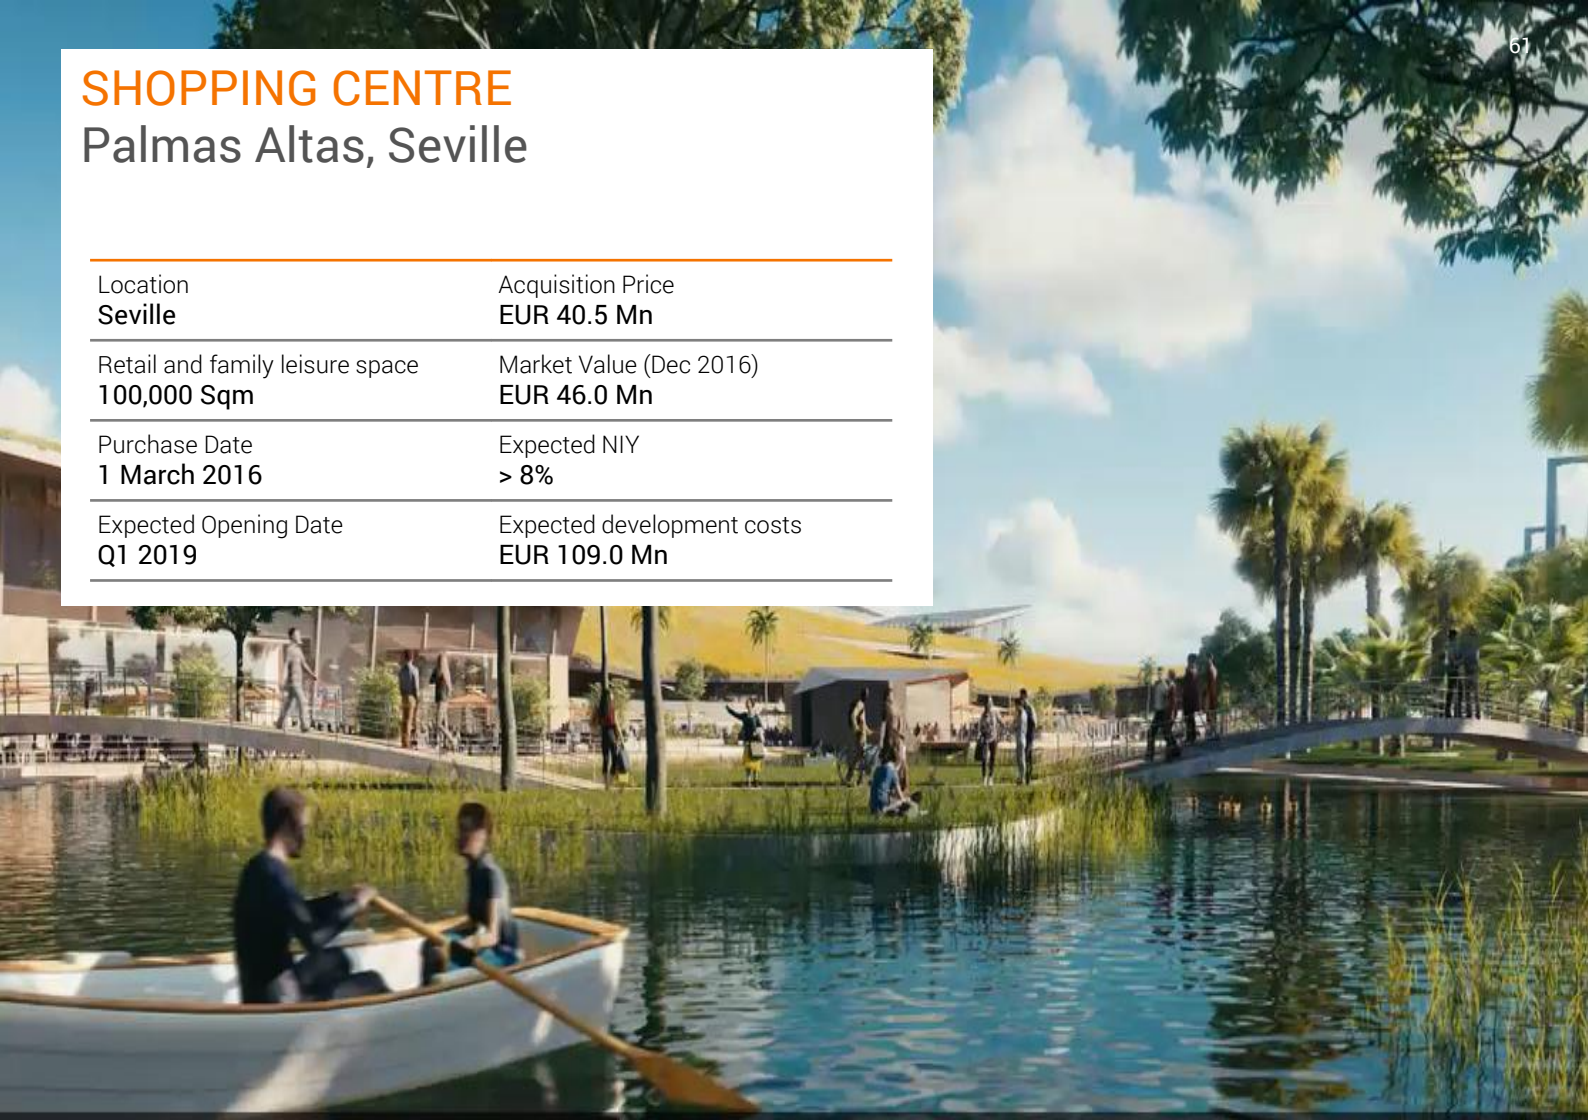 61
SHOPPING CENTRE
Palmas Altas, Seville
Location
Seville
Acquisition Price
EUR 40.5 Mn
Retail and family leisure space
100,000 Sqm
Market Value (Dec 2016)
EUR 46.0 Mn
Purchase Date
1 March 2016
Expected NIY
> 8%
Expected Opening Date
Q1 2019
Expected development costs
EUR 109.0 Mn